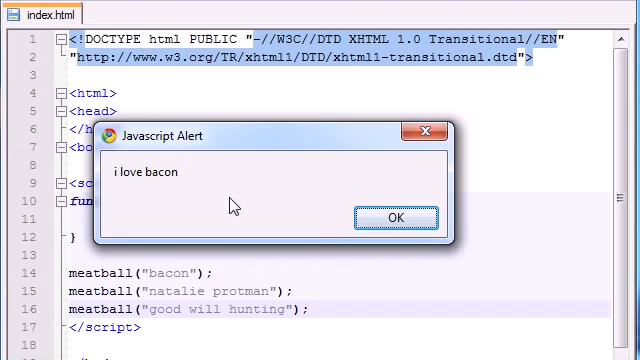 index.html
1 <!DOCTYPE html PUBLIC "-//W3C//DTD XHTML 1.0 Transitional//EN"
2 "http://www.w3.org/TR/xhtml1/DTD/xhtml1-transitional.dtd">
3
4 <html>
5 <head>
6 </h
7 <bo
8
9 <sc
10 fun
11
12 }
13
14 meatball("bacon");
15 meatball("natalie protman");
16 meatball("good will hunting");
17 </script>
18
Javascript Alert
i love bacon
OK